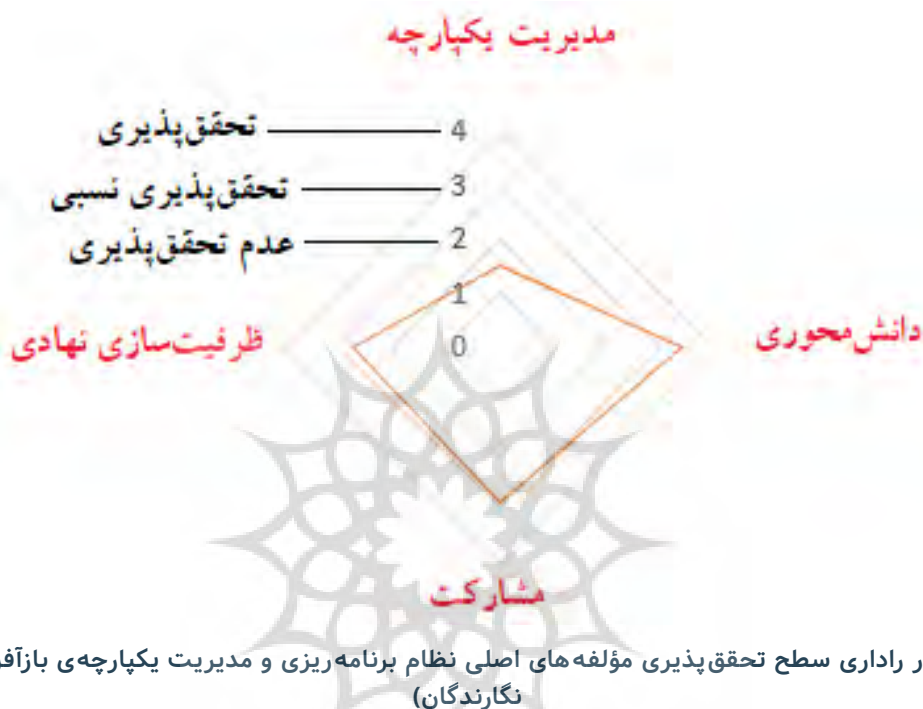 مدیریت یکپارچه
تحقق‌پذیری 4
تحقق‌پذیری نسبی 3
عدم تحقق‌پذیری 2
1
ظرفیت‌سازی نهادی 0 دانش‌محوری
مشارکت
راداری سطح تحقق‌پذیری مؤلفه‌های اصلی نظام برنامه‌ریزی و مدیریت یکپارچه‌ی
نگارندگان)